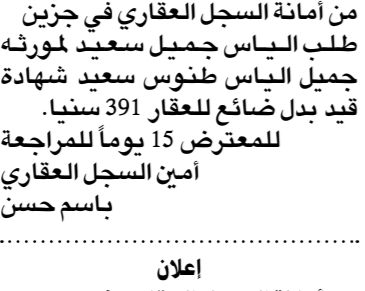 من أمانة السجل العقاري في جزين
طلب الياس جميل سعيد لمورثه
جميل الياس طنوس سعيد شهادة
قيد بدل ضائع للعقار 391 سنيا.
للمعترض 15 يوماً للمراجعة
أمين السجل العقاري
باسم حسن
إعلان